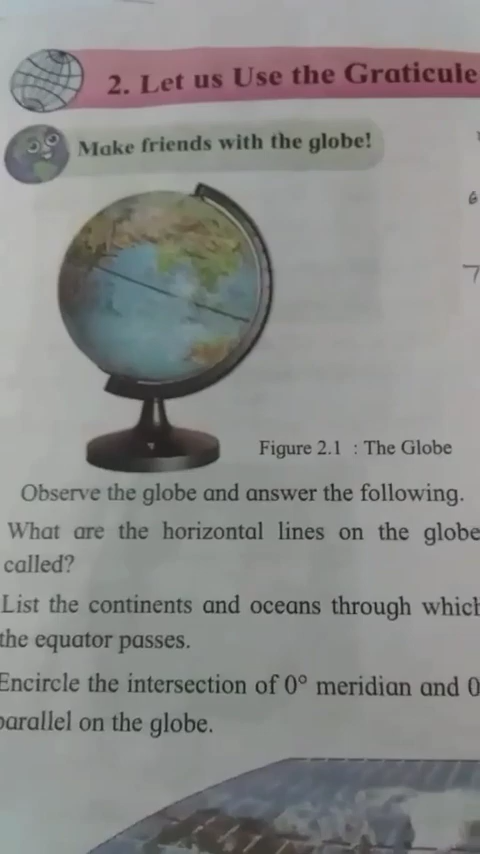 2. Let us Use the Graticule
Make friends with the globe!
6
7
Figure 2.1 : The Globe
Observe the globe and answer the following.
What are the horizontal lines on the globe
called?
List the continents and oceans through which
the equator passes.
Encircle the intersection of 0° meridian and 0
parallel on the globe.